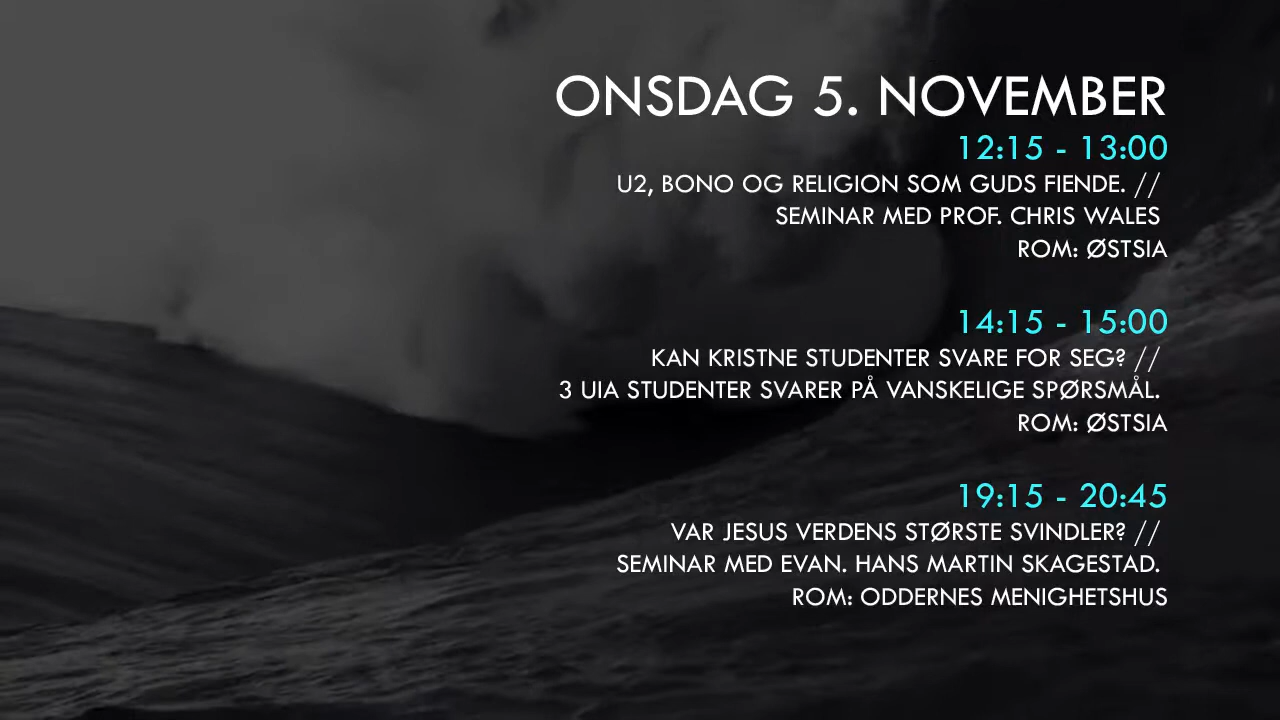 ONSDAG 5. NOVEMBER
12:15 - 13:00
U2, BONO OG RELIGION SOM GUDS FIENDE. //
SEMINAR MED PROF. CHRIS WALES
ROM: ØSTSIA
14:15 - 15:00
KAN KRISTNE STUDENTER SVARE FOR SEG? //
3 UIA STUDENTER SVARER PÅ VANSKELIGE SPØRSMÅL.
ROM: ØSTSIA
19:15 - 20:45
VAR JESUS VERDENS STØRSTE SVINDLER? //
SEMINAR MED EVAN. HANS MARTIN SKAGESTAD.
ROM: ODDERNES MENIGHETSHUS